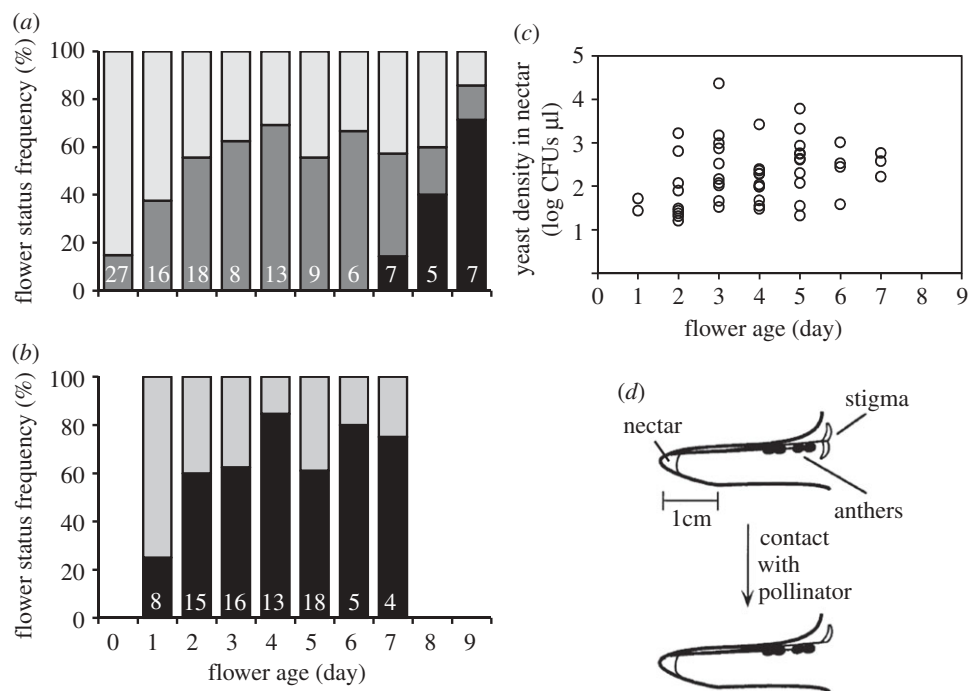 (a)
flower status frequency (%)
100
80
60
40
20
0
27 16 18 8 13 9 6 7 5 7
(b)
flower status frequency (%)
100
80
60
40
20
0
8 15 16 13 18 5 4
0 1 2 3 4 5 6 7 8 9
flower age (day)
(c)
yeast density in nectar
(log CFUs µl)
5
4
3
2
1
0 1 2 3 4 5 6 7 8 9
flower age (day)
(d)
stigma
nectar
anthers
1cm
contact
with
pollinator